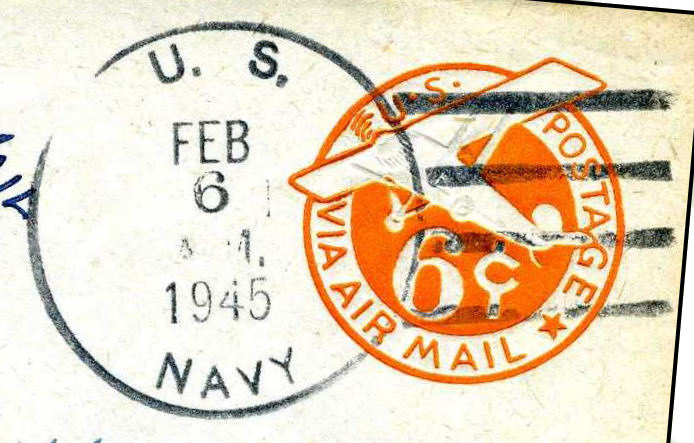 U. S.
FEB
6
M.
1945
NAVY
U.S. POSTAGE
6¢
VIA AIR MAIL